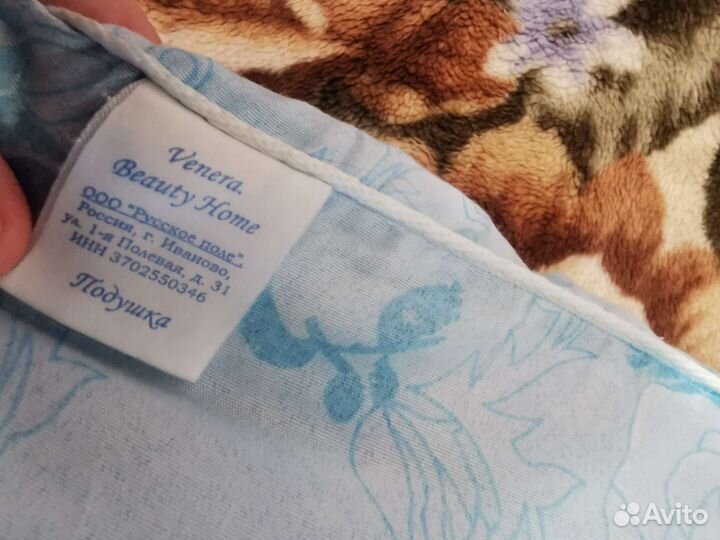 Venera.
Beauty Home
ООО "Русское поле",
Россия, г. Иваново,
ул. 1-я Полевая, д. 31
ИНН 3702550346
Подушка
Avito